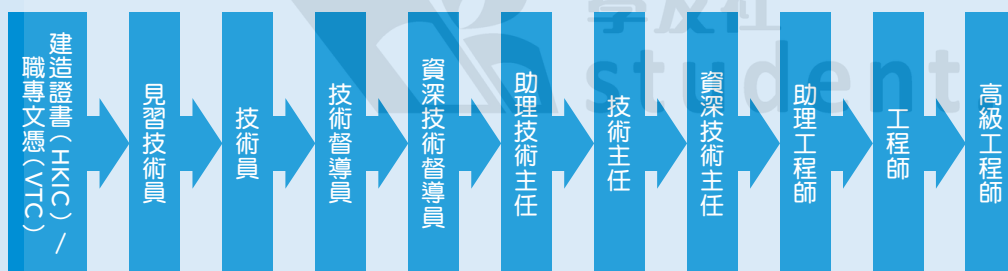 建造證書（HKIC）/
職專文憑（VTC）
見習技術員
技術員
技術督導員
資深技術督導員
助理技術主任
技術主任
資深技術主任
助理工程師
工程師
高級工程師
student